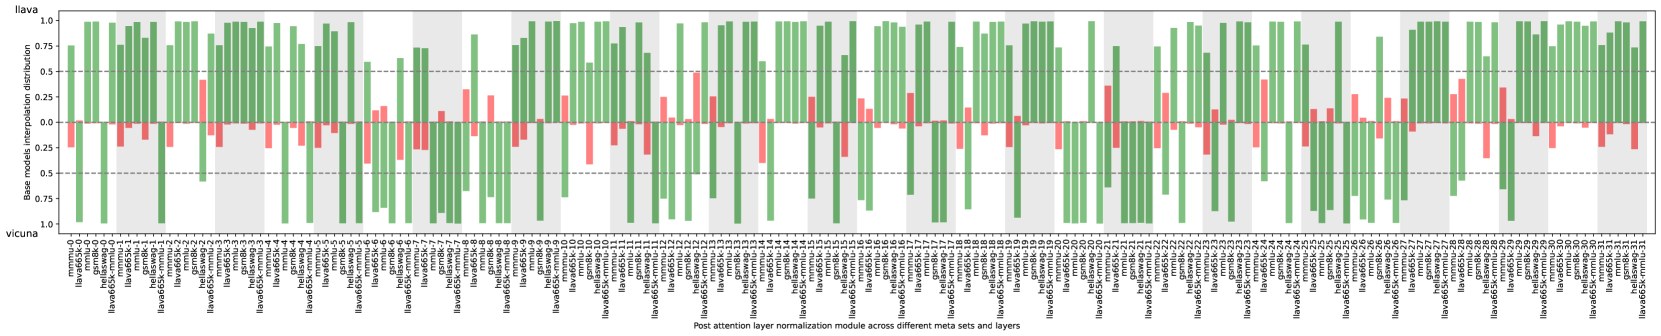 llava
1.0
0.75
0.5
0.25
0.0
0.25
0.5
0.75
1.0
vicuna
Base models interpolation distribution
mmmu-0
llava665k-0
mmlu-0
gsm8k-0
hellaswag-0
llava665k-mmlu-0
mmmu-1
llava665k-1
mmlu-1
gsm8k-1
hellaswag-1
llava665k-mmlu-1
mmmu-2
llava665k-2
mmlu-2
gsm8k-2
hellaswag-2
llava665k-mmlu-2
mmmu-3
llava665k-3
mmlu-3
gsm8k-3
hellaswag-3
llava665k-mmlu-3
mmmu-4
llava665k-4
mmlu-4
gsm8k-4
hellaswag-4
llava665k-mmlu-4
mmmu-5
llava665k-5
mmlu-5
gsm8k-5
hellaswag-5
llava665k-mmlu-5
mmmu-6
llava665k-6
mmlu-6
gsm8k-6
hellaswag-6
llava665k-mmlu-6
mmmu-7
llava665k-7
mmlu-7
gsm8k-7
hellaswag-7
llava665k-mmlu-7
mmmu-8
llava665k-8
mmlu-8
gsm8k-8
hellaswag-8
llava665k-mmlu-8
mmmu-9
llava665k-9
mmlu-9
gsm8k-9
hellaswag-9
llava665k-mmlu-9
mmmu-10
llava665k-10
mmlu-10
gsm8k-10
hellaswag-10
llava665k-mmlu-10
mmmu-11
llava665k-11
mmlu-11
gsm8k-11
hellaswag-11
llava665k-mmlu-11
mmmu-12
llava665k-12
mmlu-12
gsm8k-12
hellaswag-12
llava665k-mmlu-12
mmmu-13
llava665k-13
mmlu-13
gsm8k-13
hellaswag-13
llava665k-mmlu-13
mmmu-14
llava665k-14
mmlu-14
gsm8k-14
hellaswag-14
llava665k-mmlu-14
mmmu-15
llava665k-15
mmlu-15
gsm8k-15
hellaswag-15
llava665k-mmlu-15
mmmu-16
llava665k-16
mmlu-16
gsm8k-16
hellaswag-16
llava665k-mmlu-16
mmmu-17
llava665k-17
mmlu-17
gsm8k-17
hellaswag-17
llava665k-mmlu-17
mmmu-18
llava665k-18
mmlu-18
gsm8k-18
hellaswag-18
llava665k-mmlu-18
mmmu-19
llava665k-19
mmlu-19
gsm8k-19
hellaswag-19
llava665k-mmlu-19
mmmu-20
llava665k-20
mmlu-20
gsm8k-20
hellaswag-20
llava665k-mmlu-20
mmmu-21
llava665k-21
mmlu-21
gsm8k-21
hellaswag-21
llava665k-mmlu-21
mmmu-22
llava665k-22
mmlu-22
gsm8k-22
hellaswag-22
llava665k-mmlu-22
mmmu-23
llava665k-23
mmlu-23
gsm8k-23
hellaswag-23
llava665k-mmlu-23
mmmu-24
llava665k-24
mmlu-24
gsm8k-24
hellaswag-24
llava665k-mmlu-24
mmmu-25
llava665k-25
mmlu-25
gsm8k-25
hellaswag-25
llava665k-mmlu-25
mmmu-26
llava665k-26
mmlu-26
gsm8k-26
hellaswag-26
llava665k-mmlu-26
mmmu-27
llava665k-27
mmlu-27
gsm8k-27
hellaswag-27
llava665k-mmlu-27
mmmu-28
llava665k-28
mmlu-28
gsm8k-28
hellaswag-28
llava665k-mmlu-28
mmmu-29
llava665k-29
mmlu-29
gsm8k-29
hellaswag-29
llava665k-mmlu-29
mmmu-30
llava665k-30
mmlu-30
gsm8k-30
hellaswag-30
llava665k-mmlu-30
mmmu-31
llava665k-31
mmlu-31
gsm8k-31
hellaswag-31
llava665k-mmlu-31
Post attention layer normalization module across different meta sets and layers